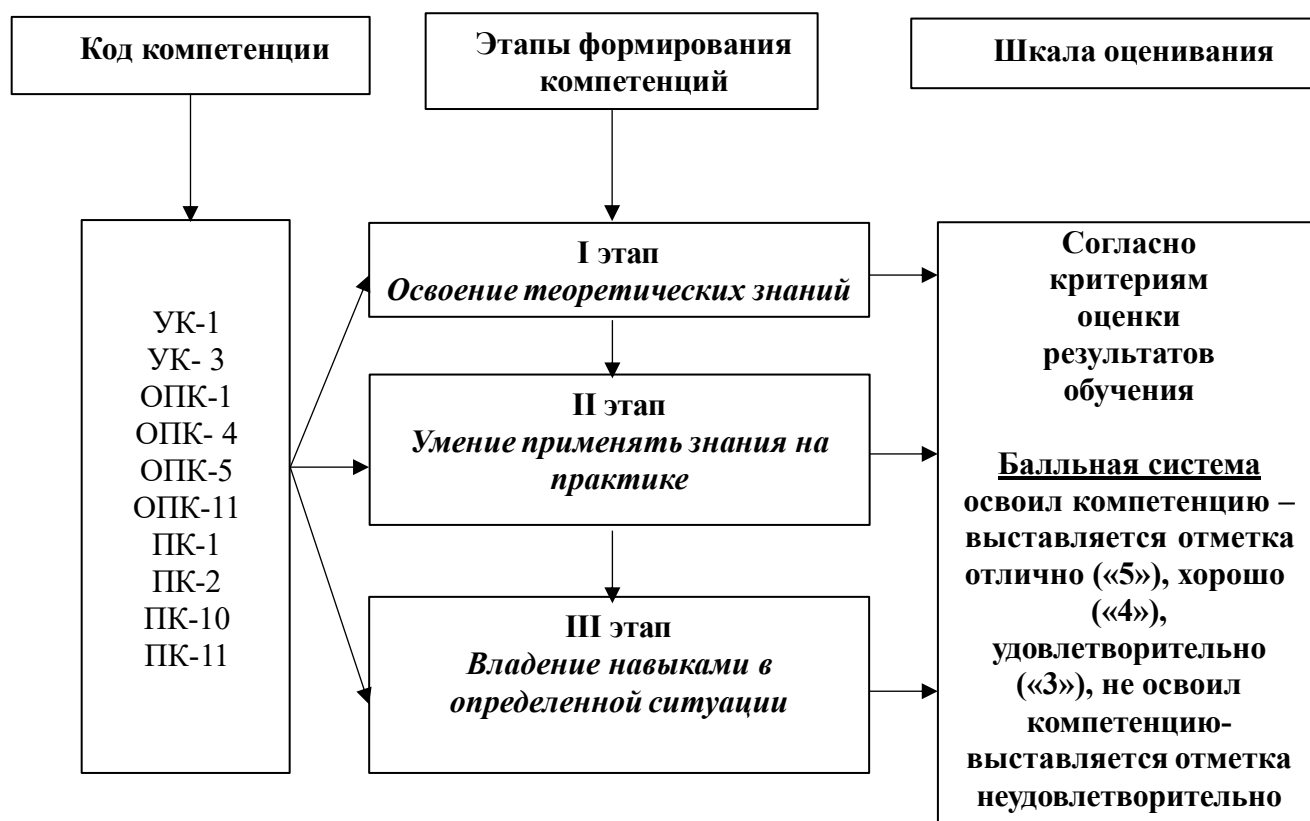 Код компетенции
Этапы формирования
компетенций
Шкала оценивания
УК-1
УК- 3
ОПК-1
ОПК- 4
ОПК-5
ОПК-11
ПК-1
ПК-2
ПК-10
ПК-11
I этап
Освоение теоретических знаний
II этап
Умение применять знания на
практике
III этап
Владение навыками в
определенной ситуации
Согласно
критериям
оценки
результатов
обучения
Балльная система
освоил компетенцию –
выставляется отметка
отлично («5»), хорошо
(«4»),
удовлетворительно
(«3»), не освоил
компетенцию-
выставляется отметка
неудовлетворительно